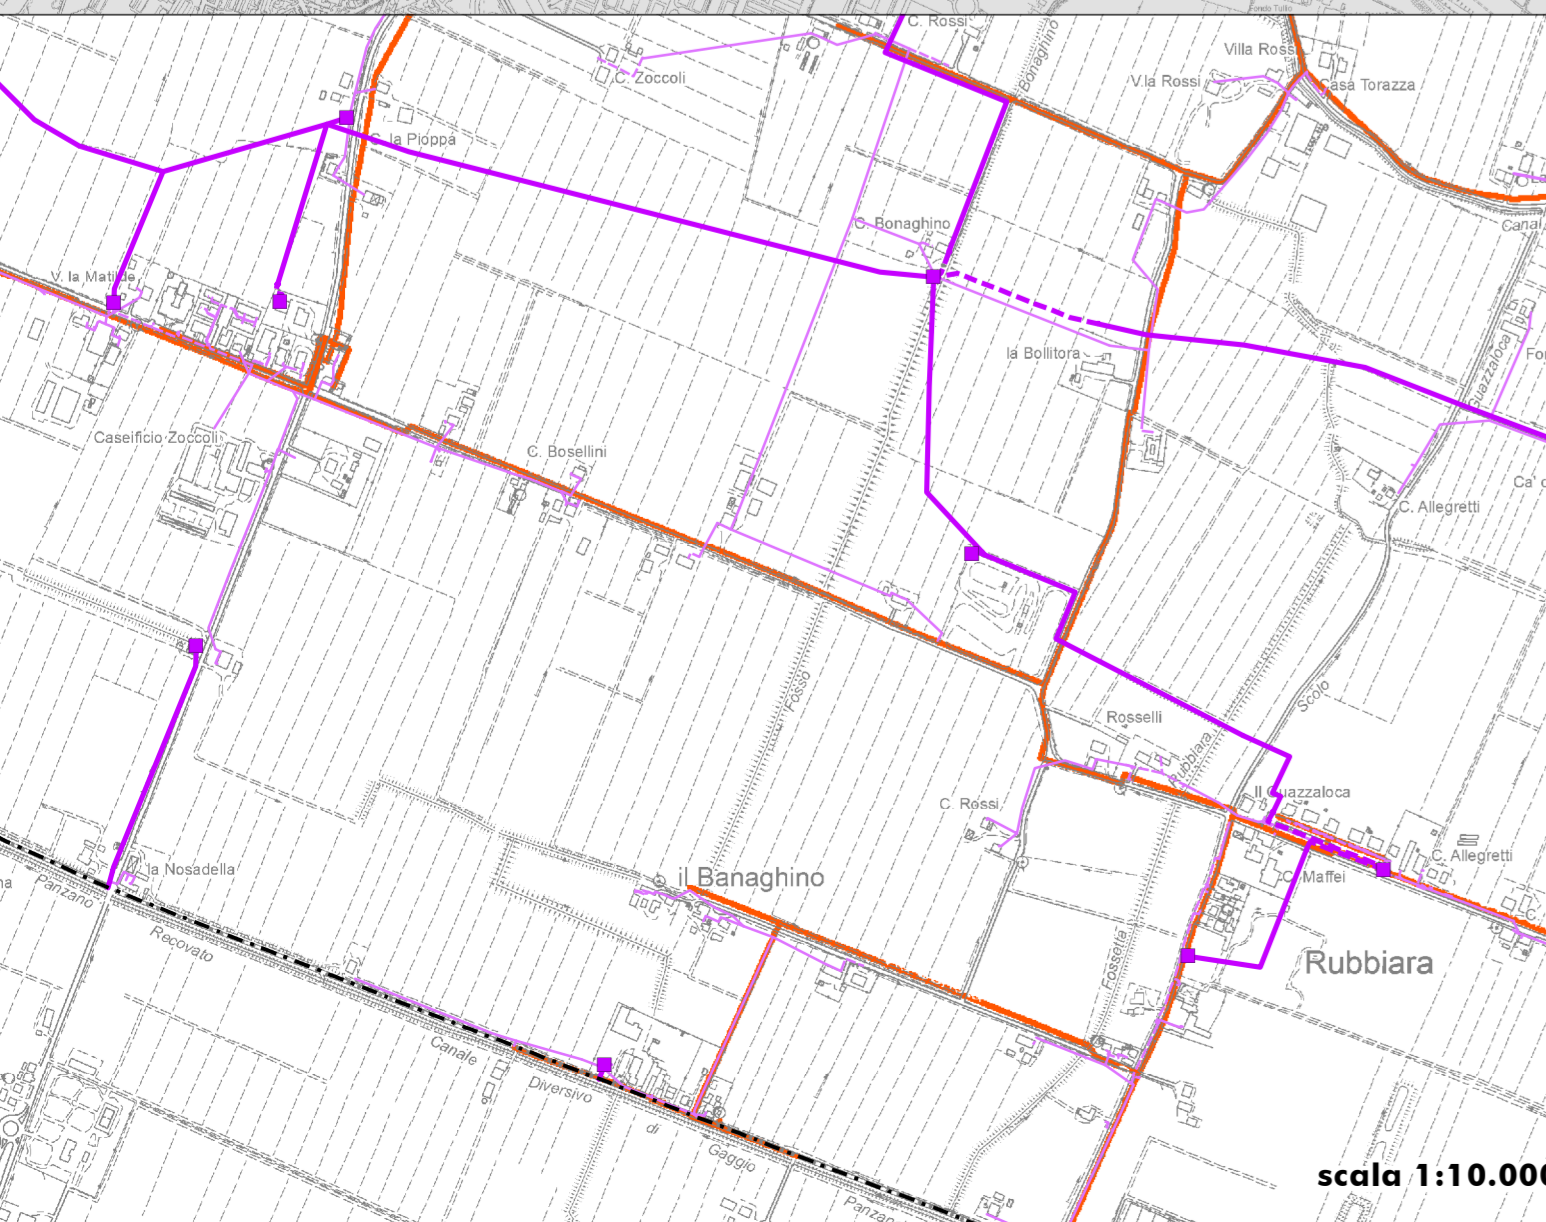 Fondo Tullio
C. Rossi
Bonaghino
Villa Rossi
C. Zoccoli
V.la Rossi
Casa Torazza
C. la Pioppa
C. Bonaghino
Canal
V. la Matilde
la Bollitora
Guazzaloca
Caseificio Zoccoli
C. Bosellini
C. Allegretti
Fosso
Scolo
Rosselli
Rubbiara
Il Guazzaloca
C. Rossi
C. Allegretti
la Nosadella
il Banaghino
C. Maffei
Panzano
Recovato
Fossetta
Rubbiara
Canale
Diversivo
di
Gaggio
scala 1:10.000